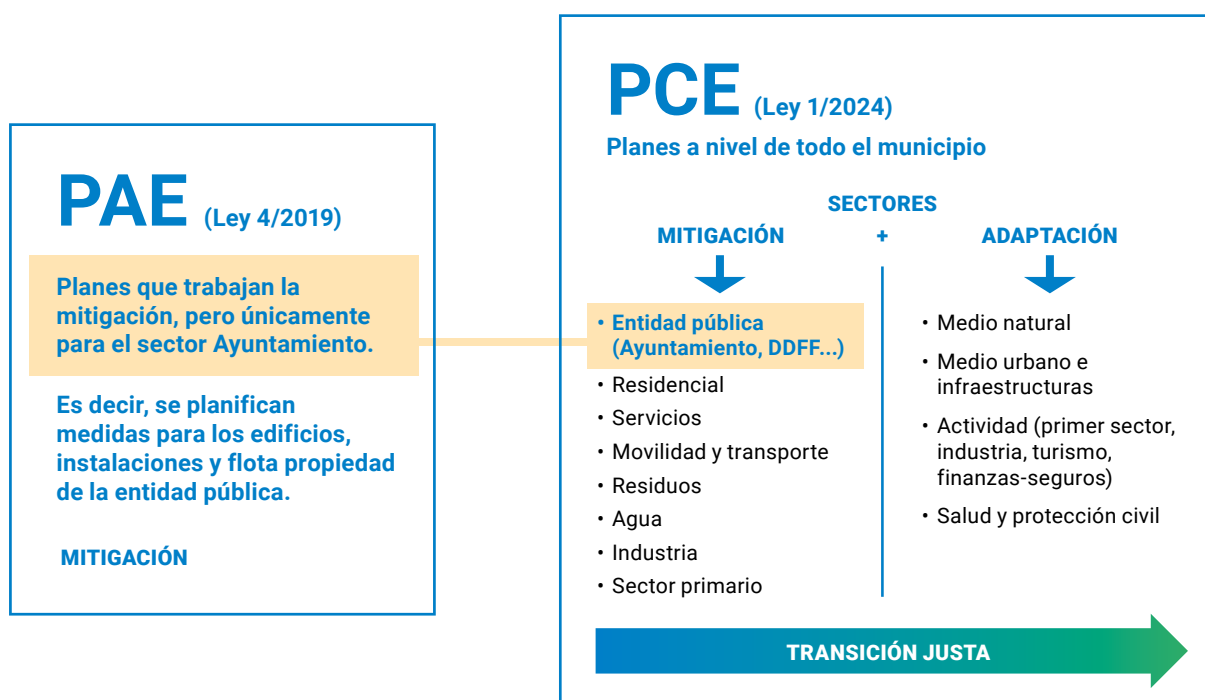 PAE (Ley 4/2019)
Planes que trabajan la
mitigación, pero únicamente
para el sector Ayuntamiento.
Es decir, se planifican
medidas para los edificios,
instalaciones y flota propiedad
de la entidad pública.
MITIGACIÓN
PCE (Ley 1/2024)
Planes a nivel de todo el municipio
SECTORES
MITIGACIÓN + ADAPTACIÓN
• Entidad pública
(Ayuntamiento, DDFF...)
• Residencial
• Servicios
• Movilidad y transporte
• Residuos
• Agua
• Industria
• Sector primario
• Medio natural
• Medio urbano e
infraestructuras
• Actividad (primer sector,
industria, turismo,
finanzas-seguros)
• Salud y protección civil
TRANSICIÓN JUSTA